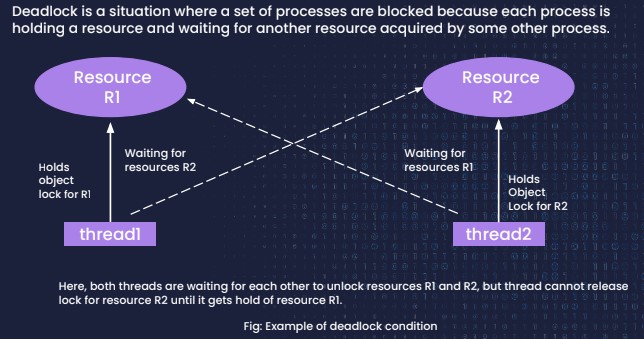 Deadlock is a situation where a set of processes are blocked because each process is
holding a resource and waiting for another resource acquired by some other process.
Resource
R1
Resource
R2
Holds
object
lock for R1
Waiting for
resources R2
Waiting for
resources R1
Holds
Object
Lock for R2
thread1
thread2
Here, both threads are waiting for each other to unlock resources R1 and R2, but thread cannot release
lock for resource R2 until it gets hold of resource R1.
Fig: Example of deadlock condition